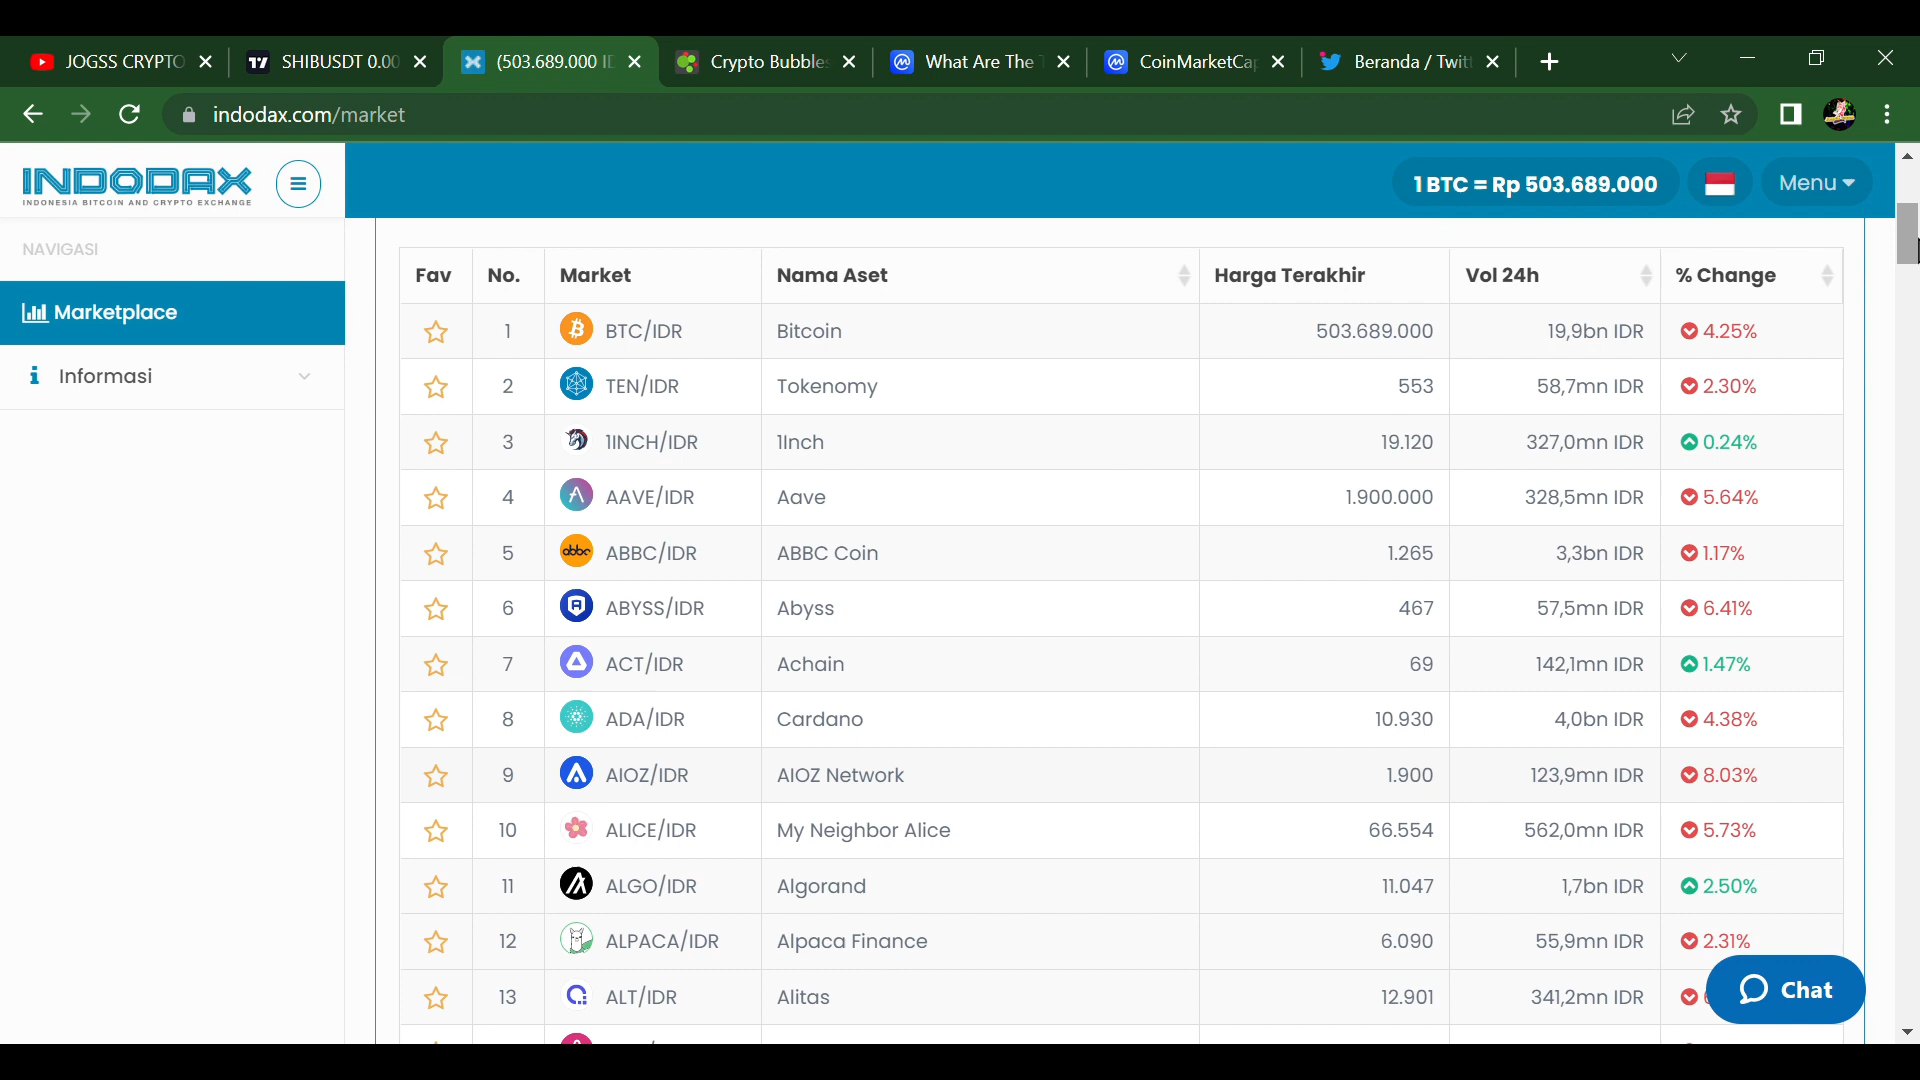 JOGSS CRYPTO
SHIBUSDT 0.00
(503.689.000 ID
Crypto Bubbles
What Are The T
CoinMarketCap
Beranda / Twitt
indodax.com/market
INDODAX
INDONESIA BITCOIN AND CRYPTO EXCHANGE
1 BTC = Rp 503.689.000
Menu
NAVIGASI
Marketplace
Informasi
Fav No. Market Nama Aset Harga Terakhir Vol 24h % Change
1 BTC/IDR Bitcoin 503.689.000 19,9bn IDR 4.25%
2 TEN/IDR Tokenomy 553 58,7mn IDR 2.30%
3 1INCH/IDR 1Inch 19.120 327,0mn IDR 0.24%
4 AAVE/IDR Aave 1.900.000 328,5mn IDR 5.64%
5 abbc ABBC/IDR ABBC Coin 1.265 3,3bn IDR 1.17%
6 ABYSS/IDR Abyss 467 57,5mn IDR 6.41%
7 ACT/IDR Achain 69 142,1mn IDR 1.47%
8 ADA/IDR Cardano 10.930 4,0bn IDR 4.38%
9 AIOZ/IDR AIOZ Network 1.900 123,9mn IDR 8.03%
10 ALICE/IDR My Neighbor Alice 66.554 562,0mn IDR 5.73%
11 ALGO/IDR Algorand 11.047 1,7bn IDR 2.50%
12 ALPACA/IDR Alpaca Finance 6.090 55,9mn IDR 2.31%
13 ALT/IDR Alitas 12.901 341,2mn IDR
Chat